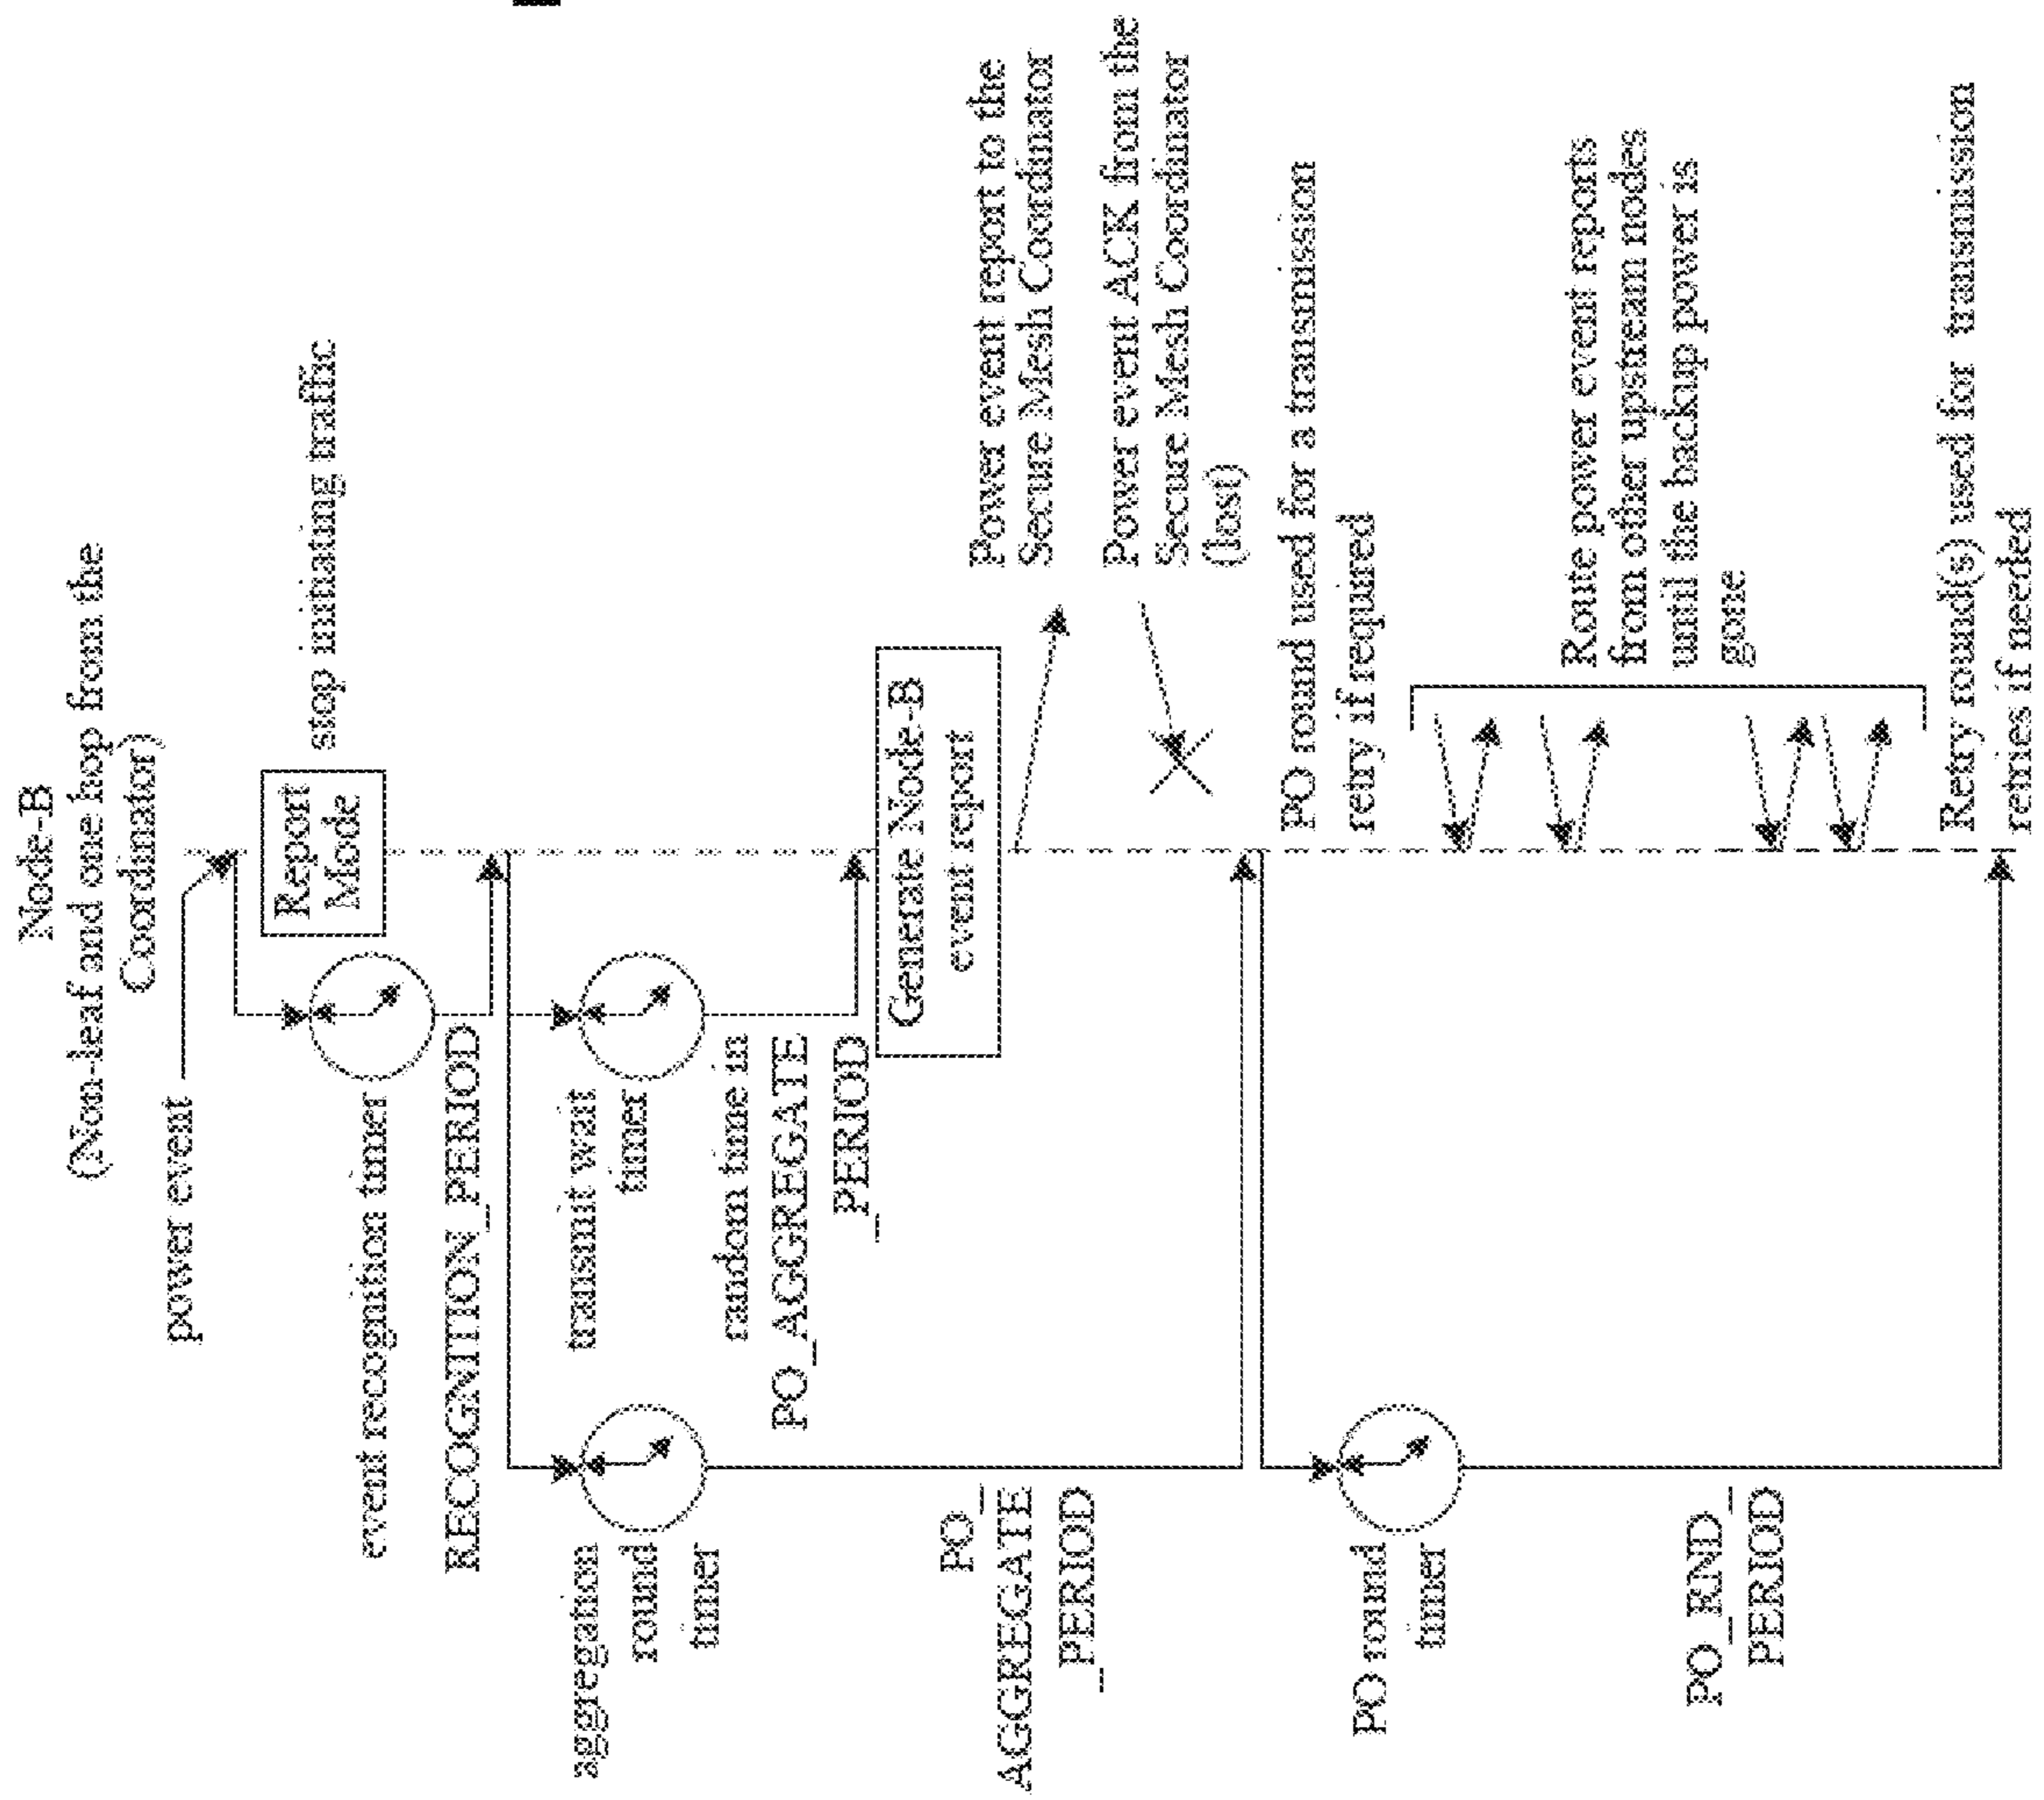 Node-B
(Non-leaf and one hop from the
Coordinator)
power event
Report
Mode
stop initiating traffic
event recognition timer
RECOGNITION_PERIOD
aggregation
round
timer
transmit wait
timer
random time in
PO_AGGREGATE
_PERIOD
Generate Node-B
event report
PO_
AGGREGATE
_PERIOD
Power event report to the
Secure Mesh Coordinator
Power event ACK from the
Secure Mesh Coordinator
(lost)
PO round used for a transmission
retry if required
PO round
timer
PO_RND_
PERIOD
Route power event reports
from other upstream nodes
until the backup power is
gone
Retry round(s) used for transmission
retries if needed